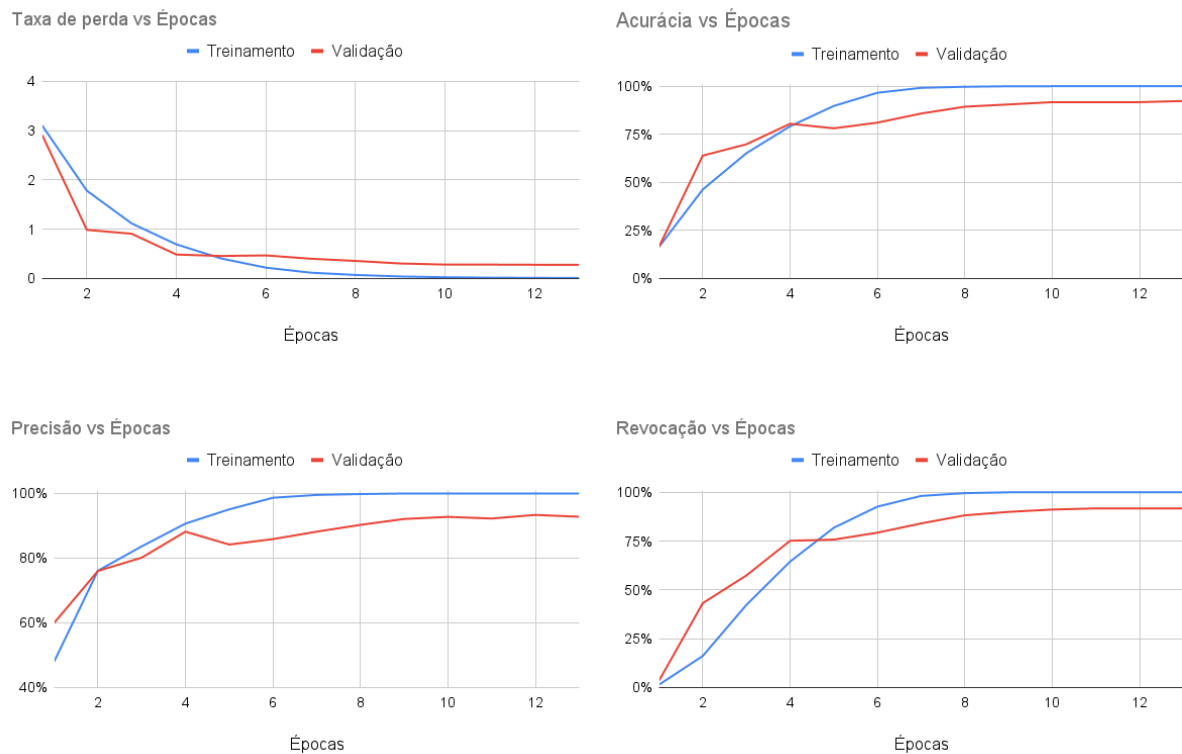 Taxa de perda vs Épocas
Treinamento Validação
4
3
2
1
0
2 4 6 8 10 12
Épocas
Acurácia vs Épocas
Treinamento Validação
100%
75%
50%
25%
0%
2 4 6 8 10 12
Épocas
Precisão vs Épocas
Treinamento Validação
100%
80%
60%
40%
2 4 6 8 10 12
Épocas
Revocação vs Épocas
Treinamento Validação
100%
75%
50%
25%
0%
2 4 6 8 10 12
Épocas